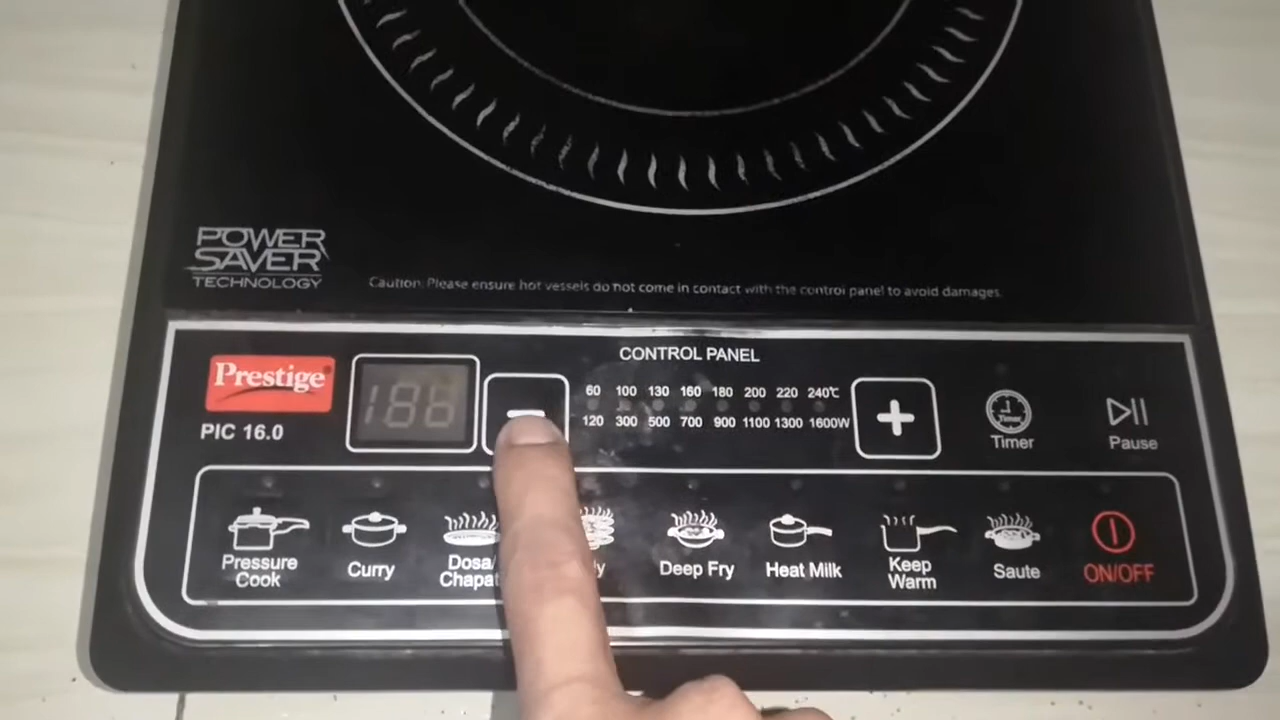 POWER
SAVER
TECHNOLOGY
Caution: Please ensure hot vessels do not come in contact with the control panel to avoid damages.
CONTROL PANEL
Prestige®
PIC 16.0
−
60 100 130 160 180 200 220 240℃
120 300 500 700 900 1100 1300 1600W
+
Timer
Timer
Pause
Pressure
Cook
Curry
Dosa/
Deep Fry
Heat Milk
Keep
Warm
Saute
ON/OFF